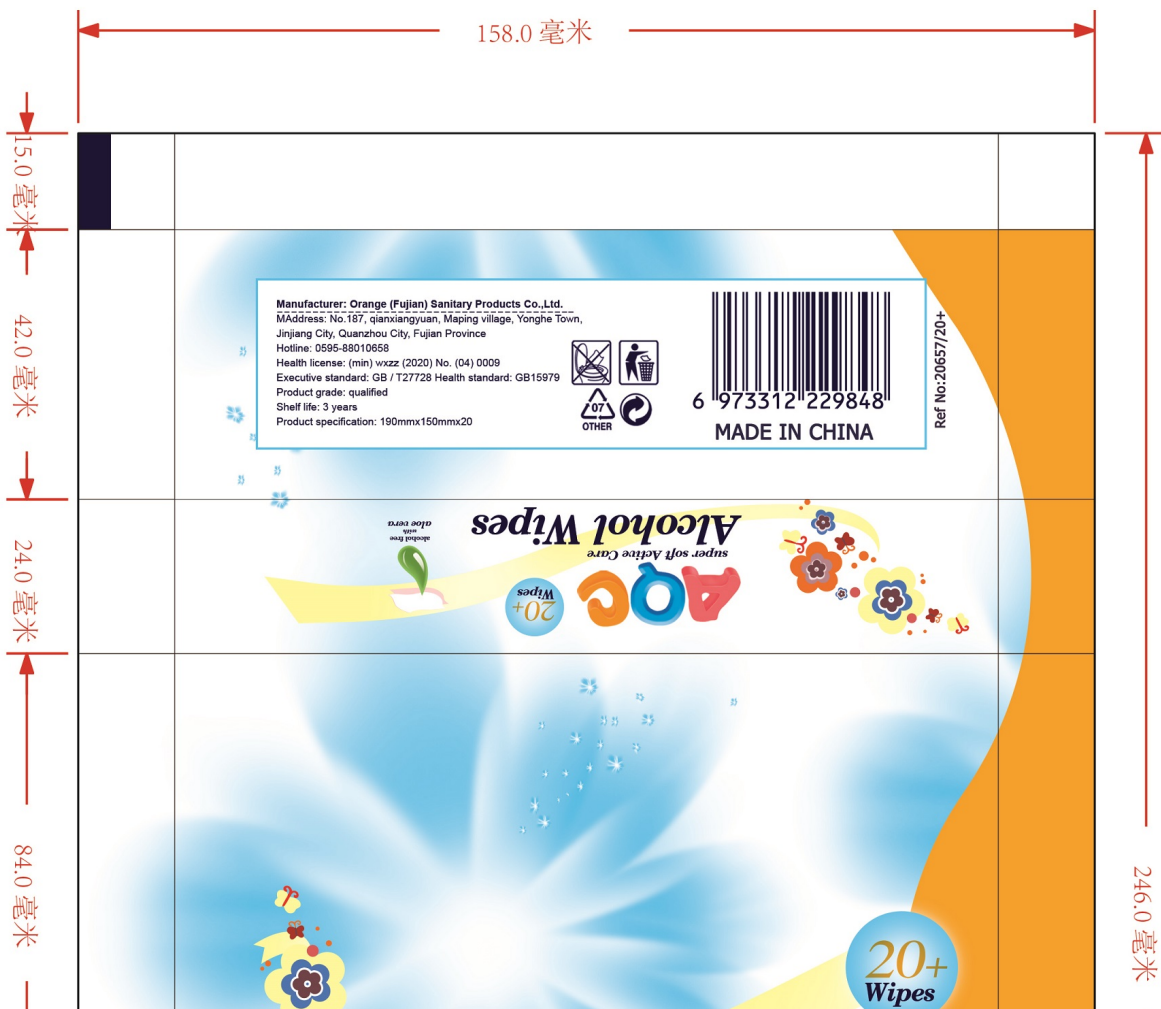 158.0 毫米
15.0 毫米
42.0 毫米
24.0 毫米
84.0 毫米
246.0 毫米
Manufacturer: Orange (Fujian) Sanitary Products Co.,Ltd.
MAddress: No.187, qianxiangyuan, Maping village, Yonghe Town,
Jinjiang City, Quanzhou City, Fujian Province
Hotline: 0595-88010658
Health license: (min) wxzz (2020) No. (04) 0009
Executive standard: GB / T27728 Health standard: GB15979
Product grade: qualified
Shelf life: 3 years
Product specification: 190mmx150mmx20
07
OTHER
6 973312 229848
MADE IN CHINA
Ref No:20657/20+
AQC
20+
Wipes
super soft Active Care
Alcohol Wipes
alcohol free
with
aloe vera
20+
Wipes